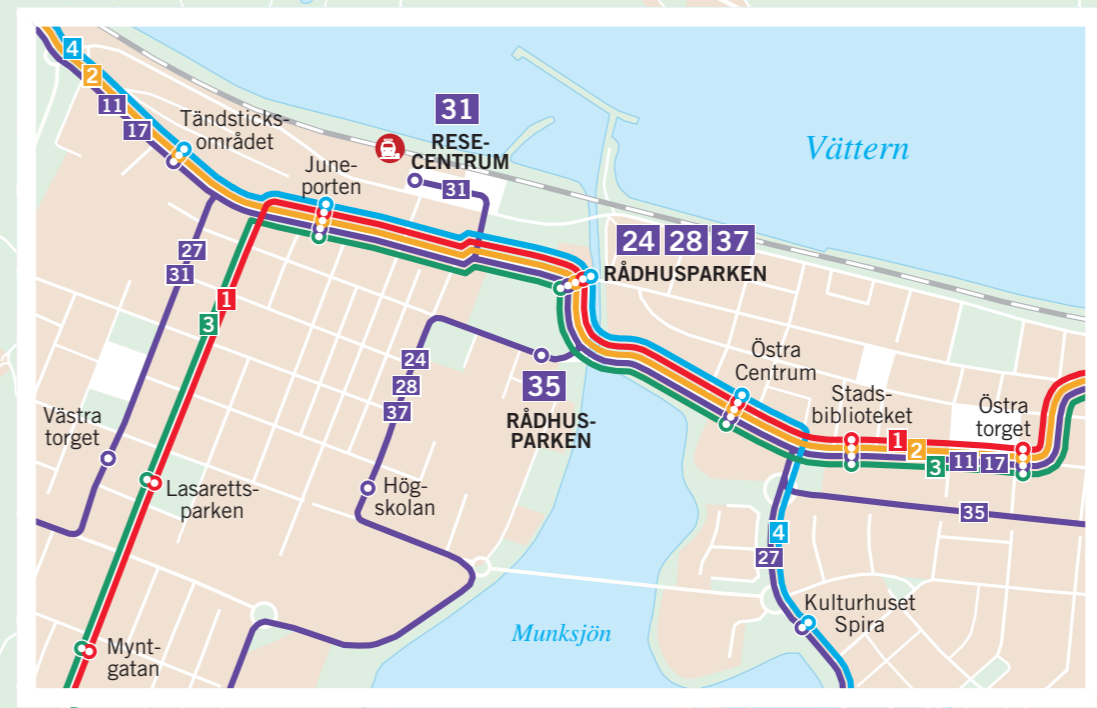 4
2
11
17
Tändsticks-
området
June-
porten
31
RESE-
CENTRUM
31
Vättern
27
31
1
3
24 28 37
RÅDHUSPARKEN
24
28
37
35
RÅDHUS-
PARKEN
Östra
Centrum
Stads-
biblioteket
Östra
torget
1
2
3
11
17
35
4
27
Västra
torget
Lasaretts-
parken
Hög-
skolan
Kulturhuset
Spira
Munksjön
Mynt-
gatan